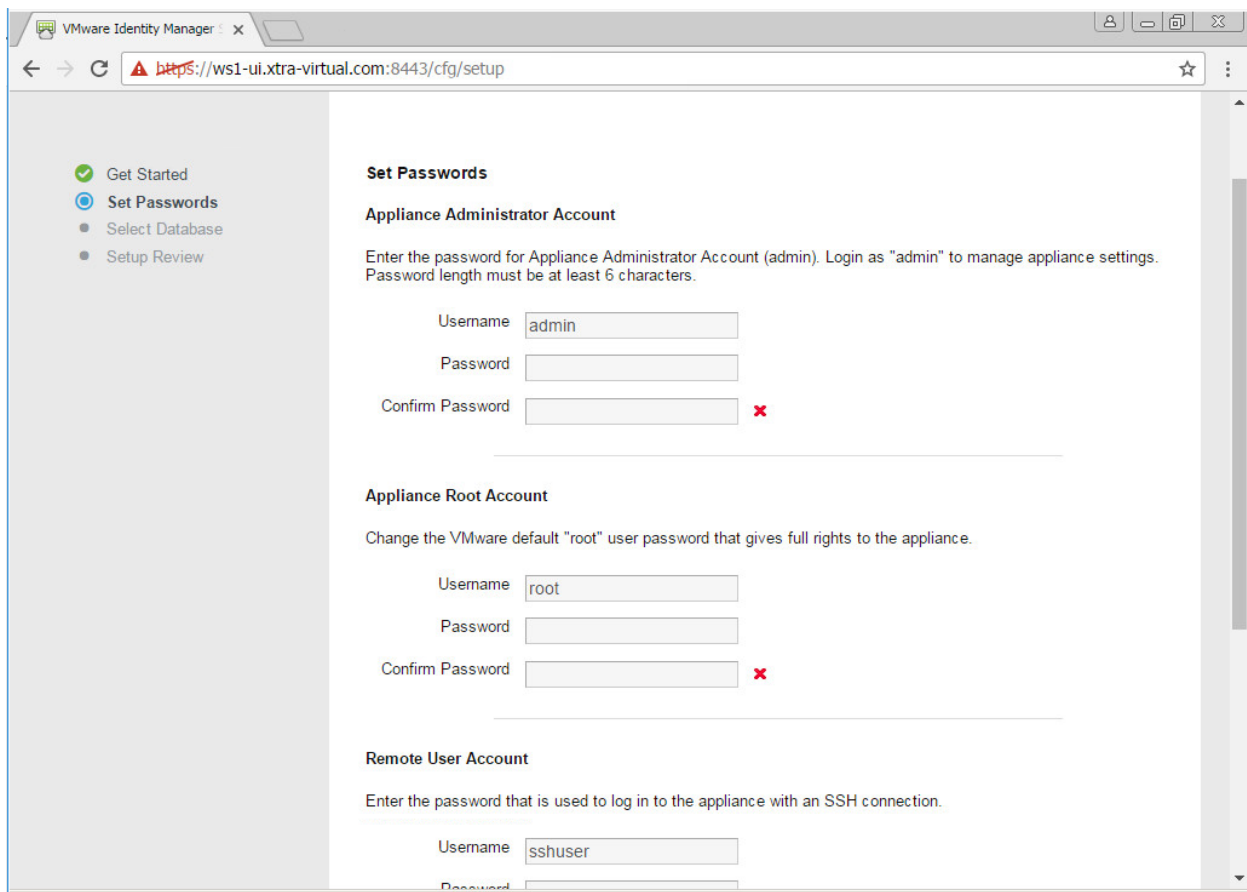 VMware Identity Manager S
https://ws1-ui.xtra-virtual.com:8443/cfg/setup
Get Started
Set Passwords
Select Database
Setup Review
Set Passwords
Appliance Administrator Account
Enter the password for Appliance Administrator Account (admin). Login as "admin" to manage appliance settings.
Password length must be at least 6 characters.
Username admin
Password
Confirm Password
Appliance Root Account
Change the VMware default "root" user password that gives full rights to the appliance.
Username root
Password
Confirm Password
Remote User Account
Enter the password that is used to log in to the appliance with an SSH connection.
Username sshuser
Password